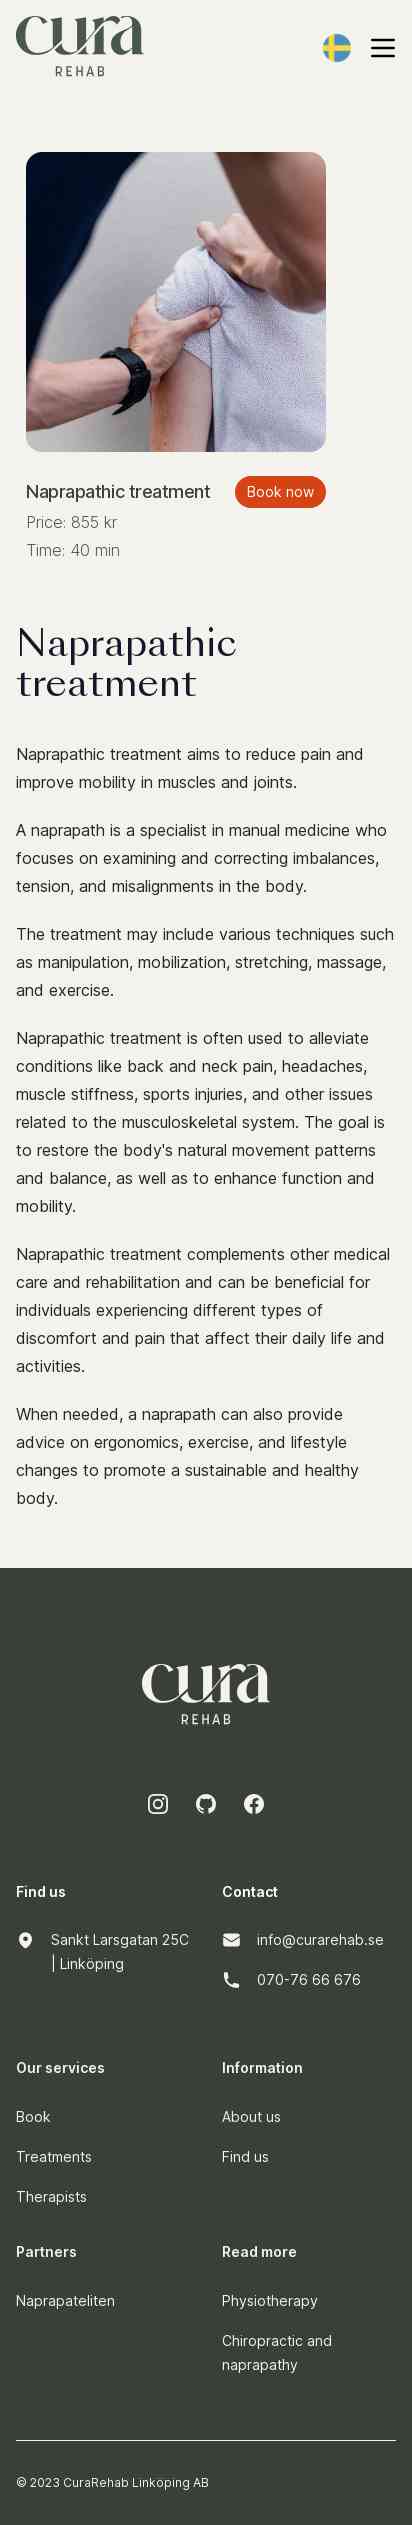 cura
REHAB
Naprapathic treatment
Book now
Price: 855 kr
Time: 40 min
Naprapathic
treatment
Naprapathic treatment aims to reduce pain and
improve mobility in muscles and joints.
A naprapath is a specialist in manual medicine who
focuses on examining and correcting imbalances,
tension, and misalignments in the body.
The treatment may include various techniques such
as manipulation, mobilization, stretching, massage,
and exercise.
Naprapathic treatment is often used to alleviate
conditions like back and neck pain, headaches,
muscle stiffness, sports injuries, and other issues
related to the musculoskeletal system. The goal is
to restore the body's natural movement patterns
and balance, as well as to enhance function and
mobility.
Naprapathic treatment complements other medical
care and rehabilitation and can be beneficial for
individuals experiencing different types of
discomfort and pain that affect their daily life and
activities.
When needed, a naprapath can also provide
advice on ergonomics, exercise, and lifestyle
changes to promote a sustainable and healthy
body.
cura
REHAB
Find us
Sankt Larsgatan 25C
| Linköping
Contact
info@curarehab.se
070-76 66 676
Our services
Book
Treatments
Therapists
Information
About us
Find us
Partners
Naprapateliten
Read more
Physiotherapy
Chiropractic and
naprapathy
© 2023 CuraRehab Linköping AB